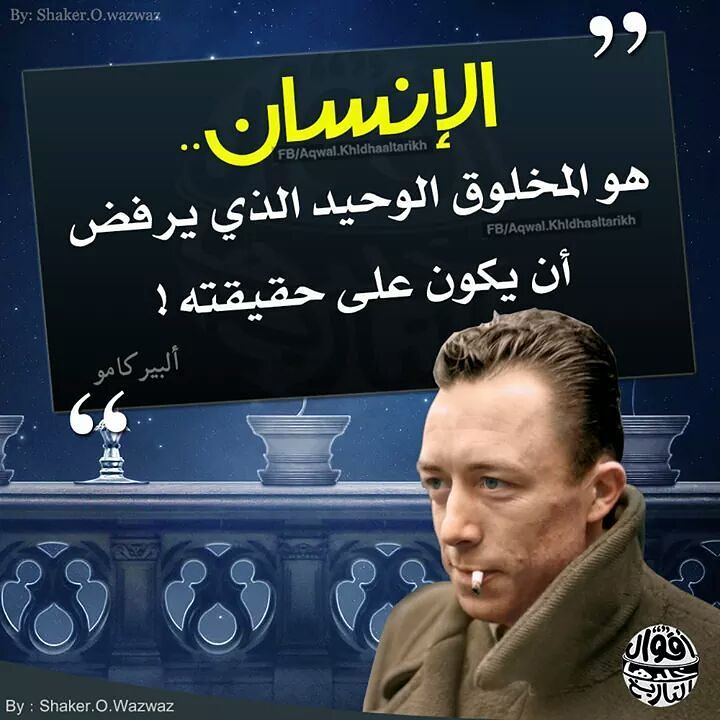 By: Shaker.O.wazwaz
الإنسان..
FB/Aqwal.Khldhaaltarikh
هو المخلوق الوحيد الذي يرفض
FB/Aqwal.Khldhaaltarikh
أن يكون على حقيقته !
ألبير كامو
أقوال
خلدها
التاريخ
By : Shaker.O.Wazwaz